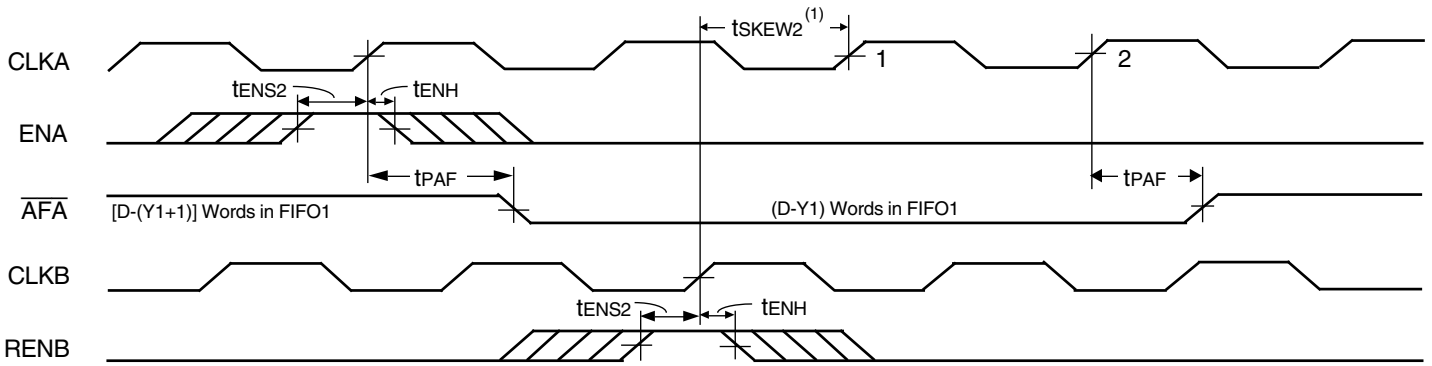 tSKEW2 (1)
CLKA
1
2
tENS2
tENH
ENA
tPAF
tPAF
AFA
[D-(Y1+1)] Words in FIFO1
(D-Y1) Words in FIFO1
CLKB
tENS2
tENH
RENB